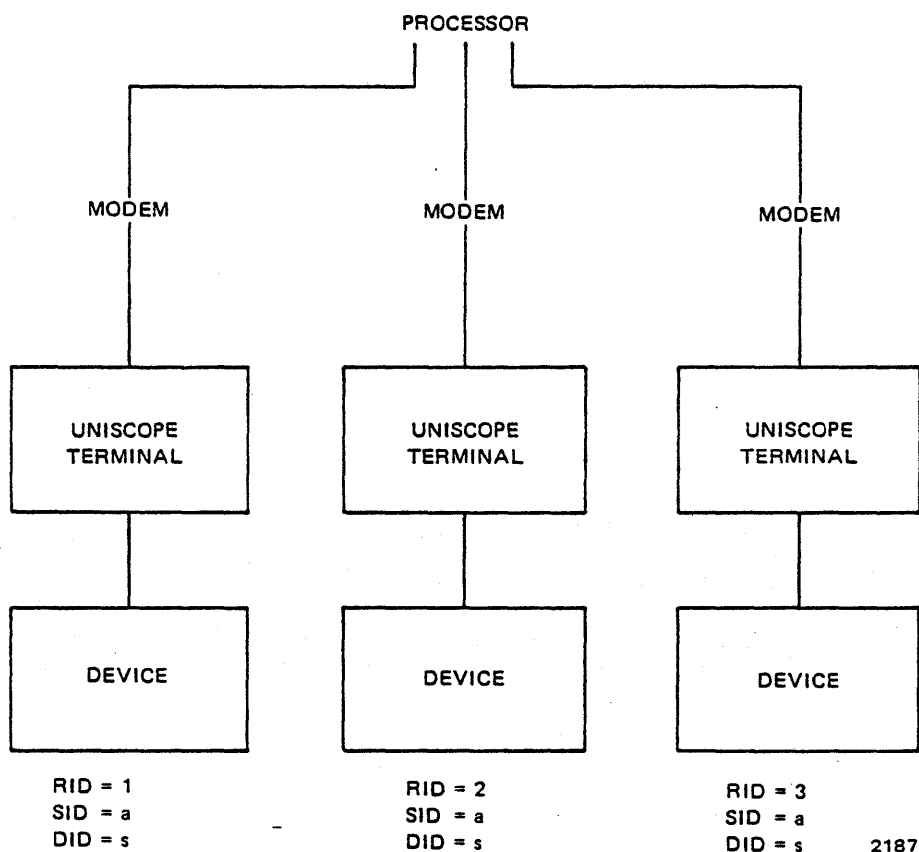 PROCESSOR
MODEM
MODEM
MODEM
UNISCOPE
TERMINAL
UNISCOPE
TERMINAL
UNISCOPE
TERMINAL
DEVICE
DEVICE
DEVICE
RID = 1
SID = a
DID = s
RID = 2
SID = a
DID = s
RID = 3
SID = a
DID = s
2187